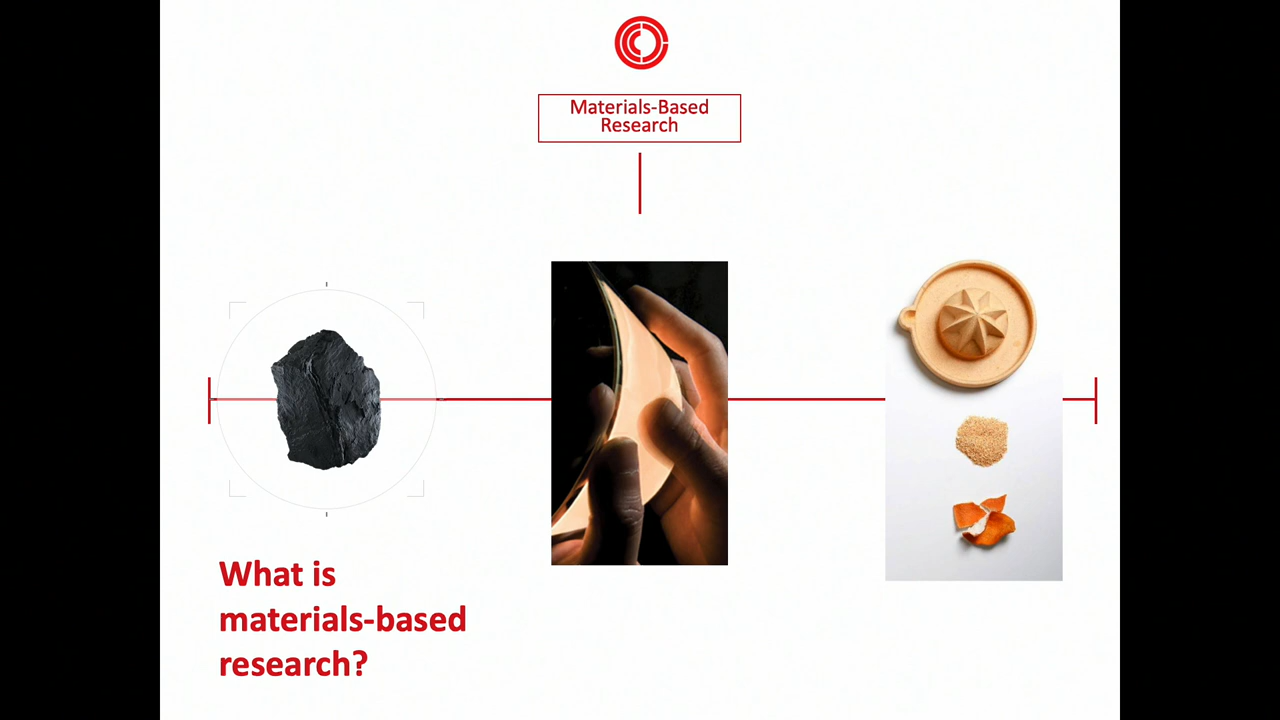 Materials-Based
Research
What is
materials-based
research?